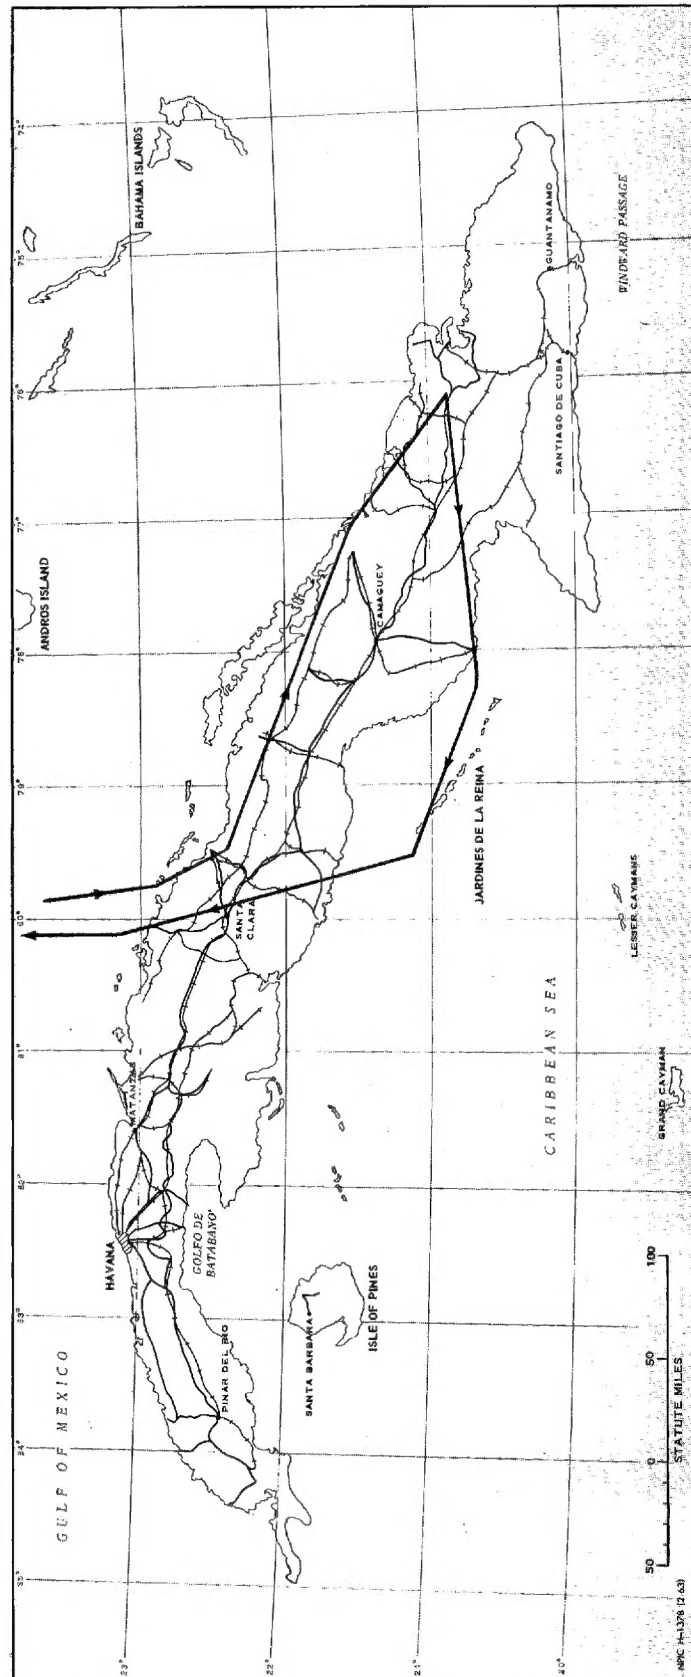 74°
75°
76°
77°
78°
79°
80°
81°
82°
83°
84°
85°
23°
22°
21°
20°
GULF OF MEXICO
HAVANA
MATANZAS
PINAR DEL RIO
GOLFO DE
BATABANO'
SANTA BARBARA
ISLE OF PINES
SANTA
CLARA
ANDROS ISLAND
BAHAMA ISLANDS
CAMAGUEY
JARDINES DE LA REINA
CARIBBEAN SEA
LESSER CAYMANS
GRAND CAYMAN
SANTIAGO DE CUBA
GUANTANAMO
WINDWARD PASSAGE
50 0 50 100
STATUTE MILES
NPIC H-1378 (2-63)